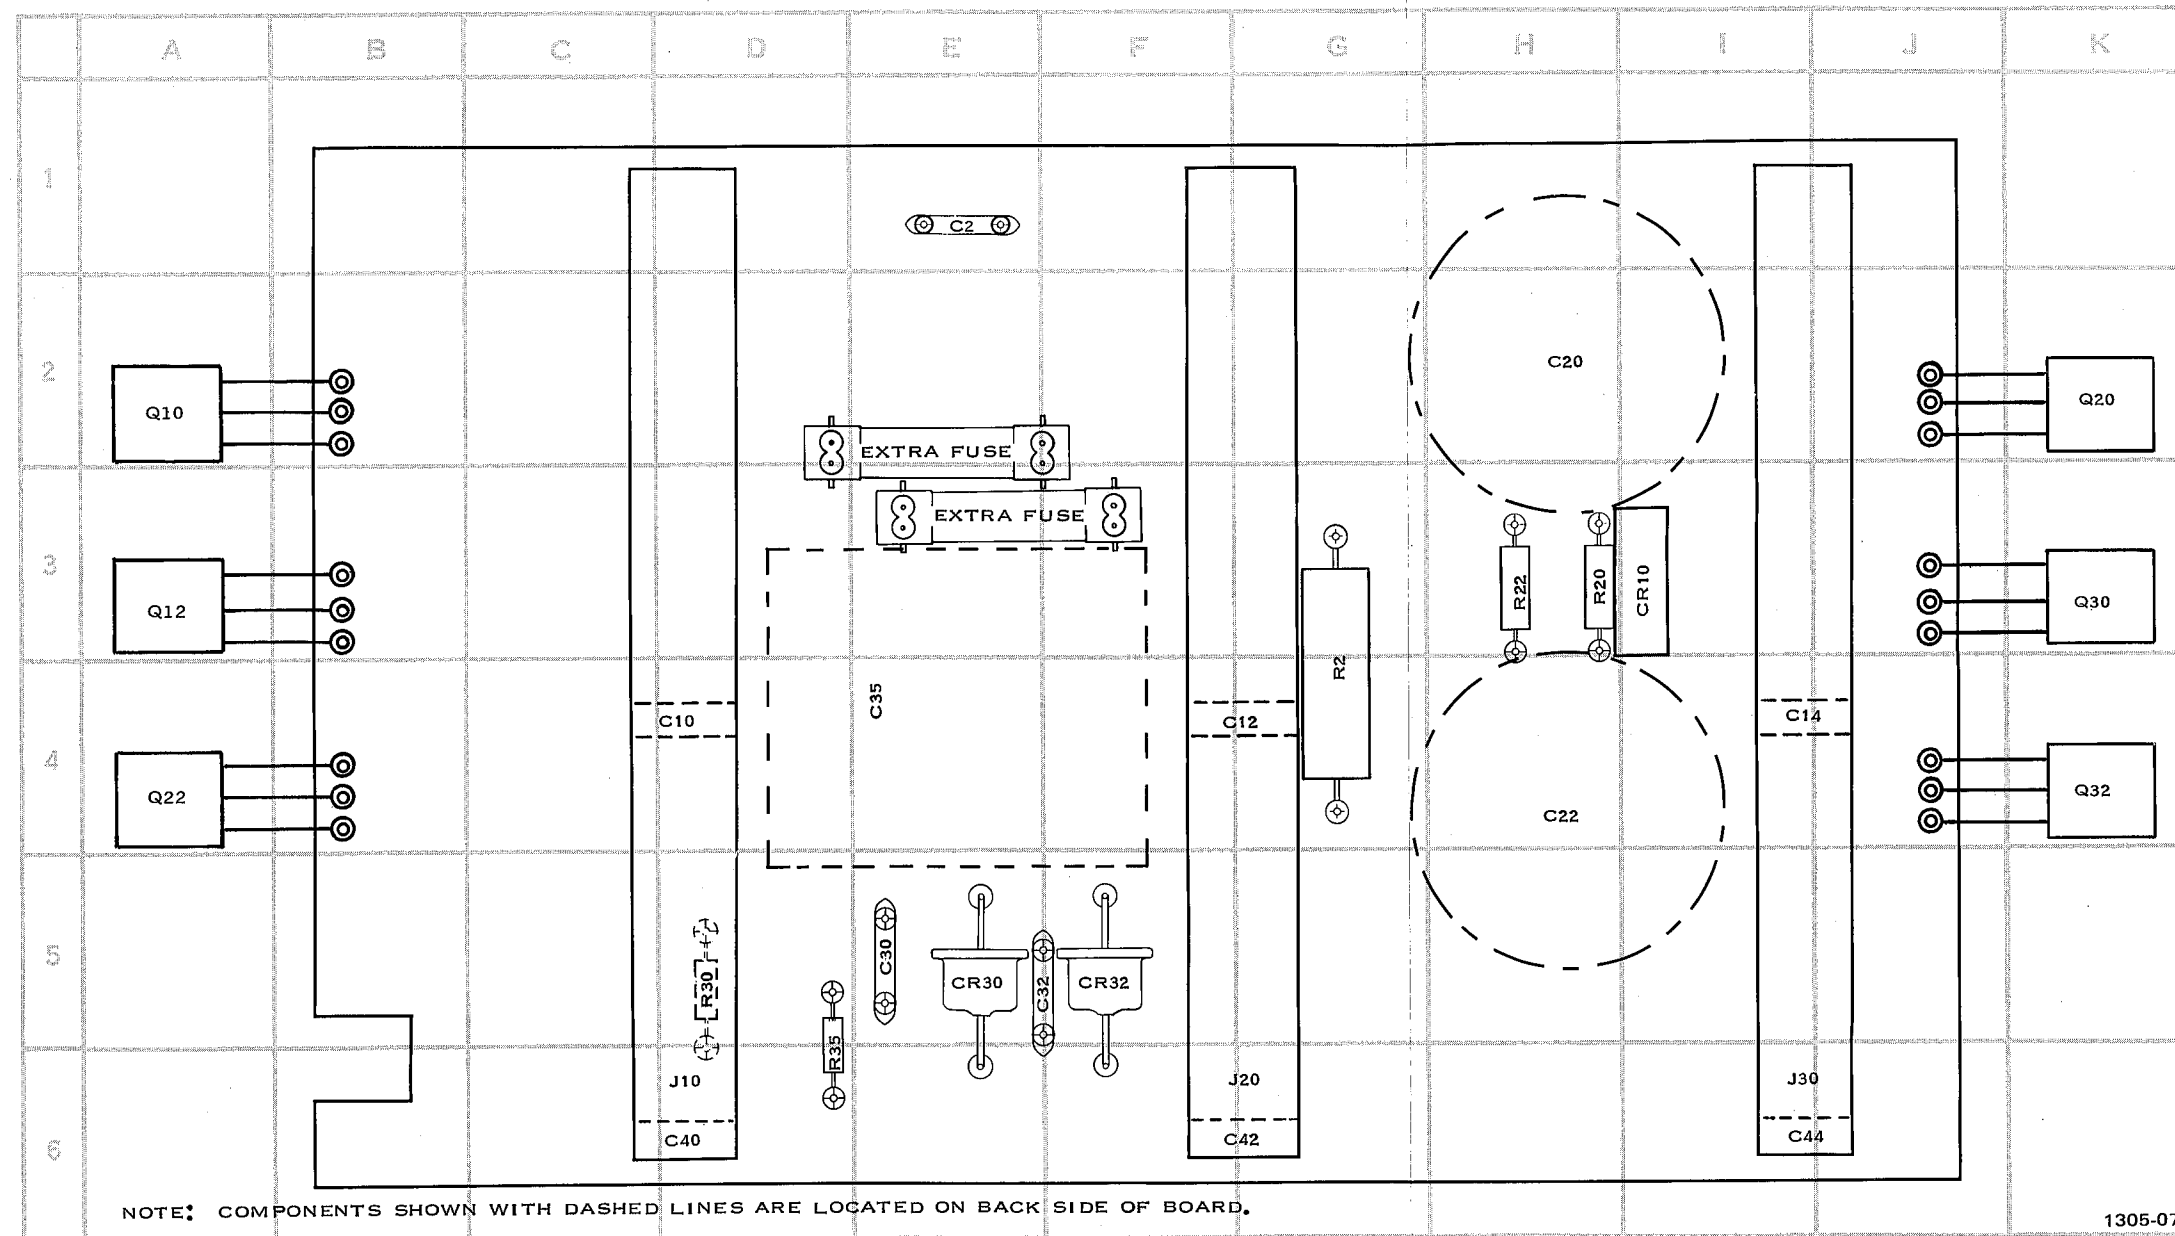 A B C D E F G H I J K
1
C2
2
C20
Q10
Q20
EXTRA FUSE
EXTRA FUSE
3
R22
R20
CR10
Q12
Q30
R2
C35
C10
C12
C14
4
Q22
Q32
C22
5
C30
CR30
C32
CR32
R30
R35
J10
J20
J30
C40
C42
C44
6
NOTE: COMPONENTS SHOWN WITH DASHED LINES ARE LOCATED ON BACK SIDE OF BOARD.
1305-07